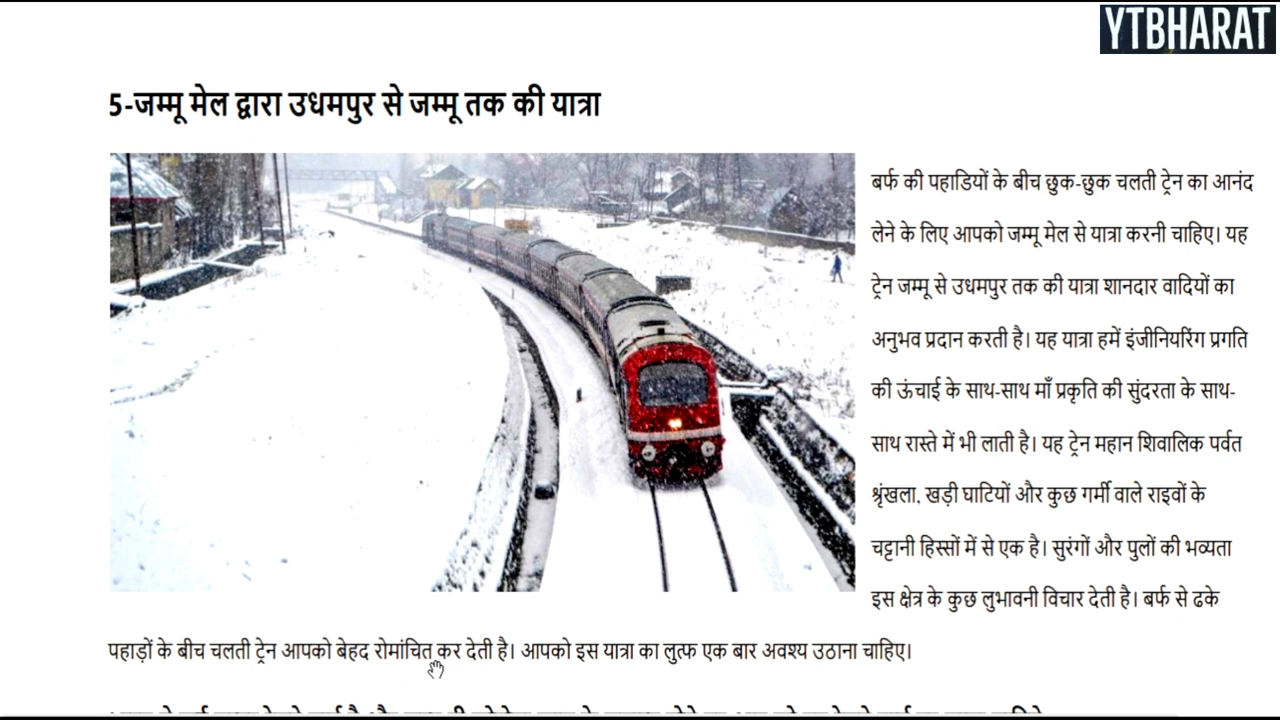 YTBHARAT
5-जम्मू मेल द्वारा उधमपुर से जम्मू तक की यात्रा
बर्फ की पहाडियों के बीच छुक-छुक चलती ट्रेन का आनंद
लेने के लिए आपको जम्मू मेल से यात्रा करनी चाहिए। यह
ट्रेन जम्मू से उधमपुर तक की यात्रा शानदार वादियों का
अनुभव प्रदान करती है। यह यात्रा हमें इंजीनियरिंग प्रगति
की ऊंचाई के साथ-साथ माँ प्रकृति की सुंदरता के साथ-
साथ रास्ते में भी लाती है। यह ट्रेन महान शिवालिक पर्वत
श्रृंखला, खड़ी घाटियों और कुछ गर्मी वाले राइवों के
चट्टानी हिस्सों में से एक है। सुरंगों और पुलों की भव्यता
इस क्षेत्र के कुछ लुभावनी विचार देती है। बर्फ से ढके
पहाड़ों के बीच चलती ट्रेन आपको बेहद रोमांचित कर देती है। आपको इस यात्रा का लुत्फ एक बार अवश्य उठाना चाहिए।